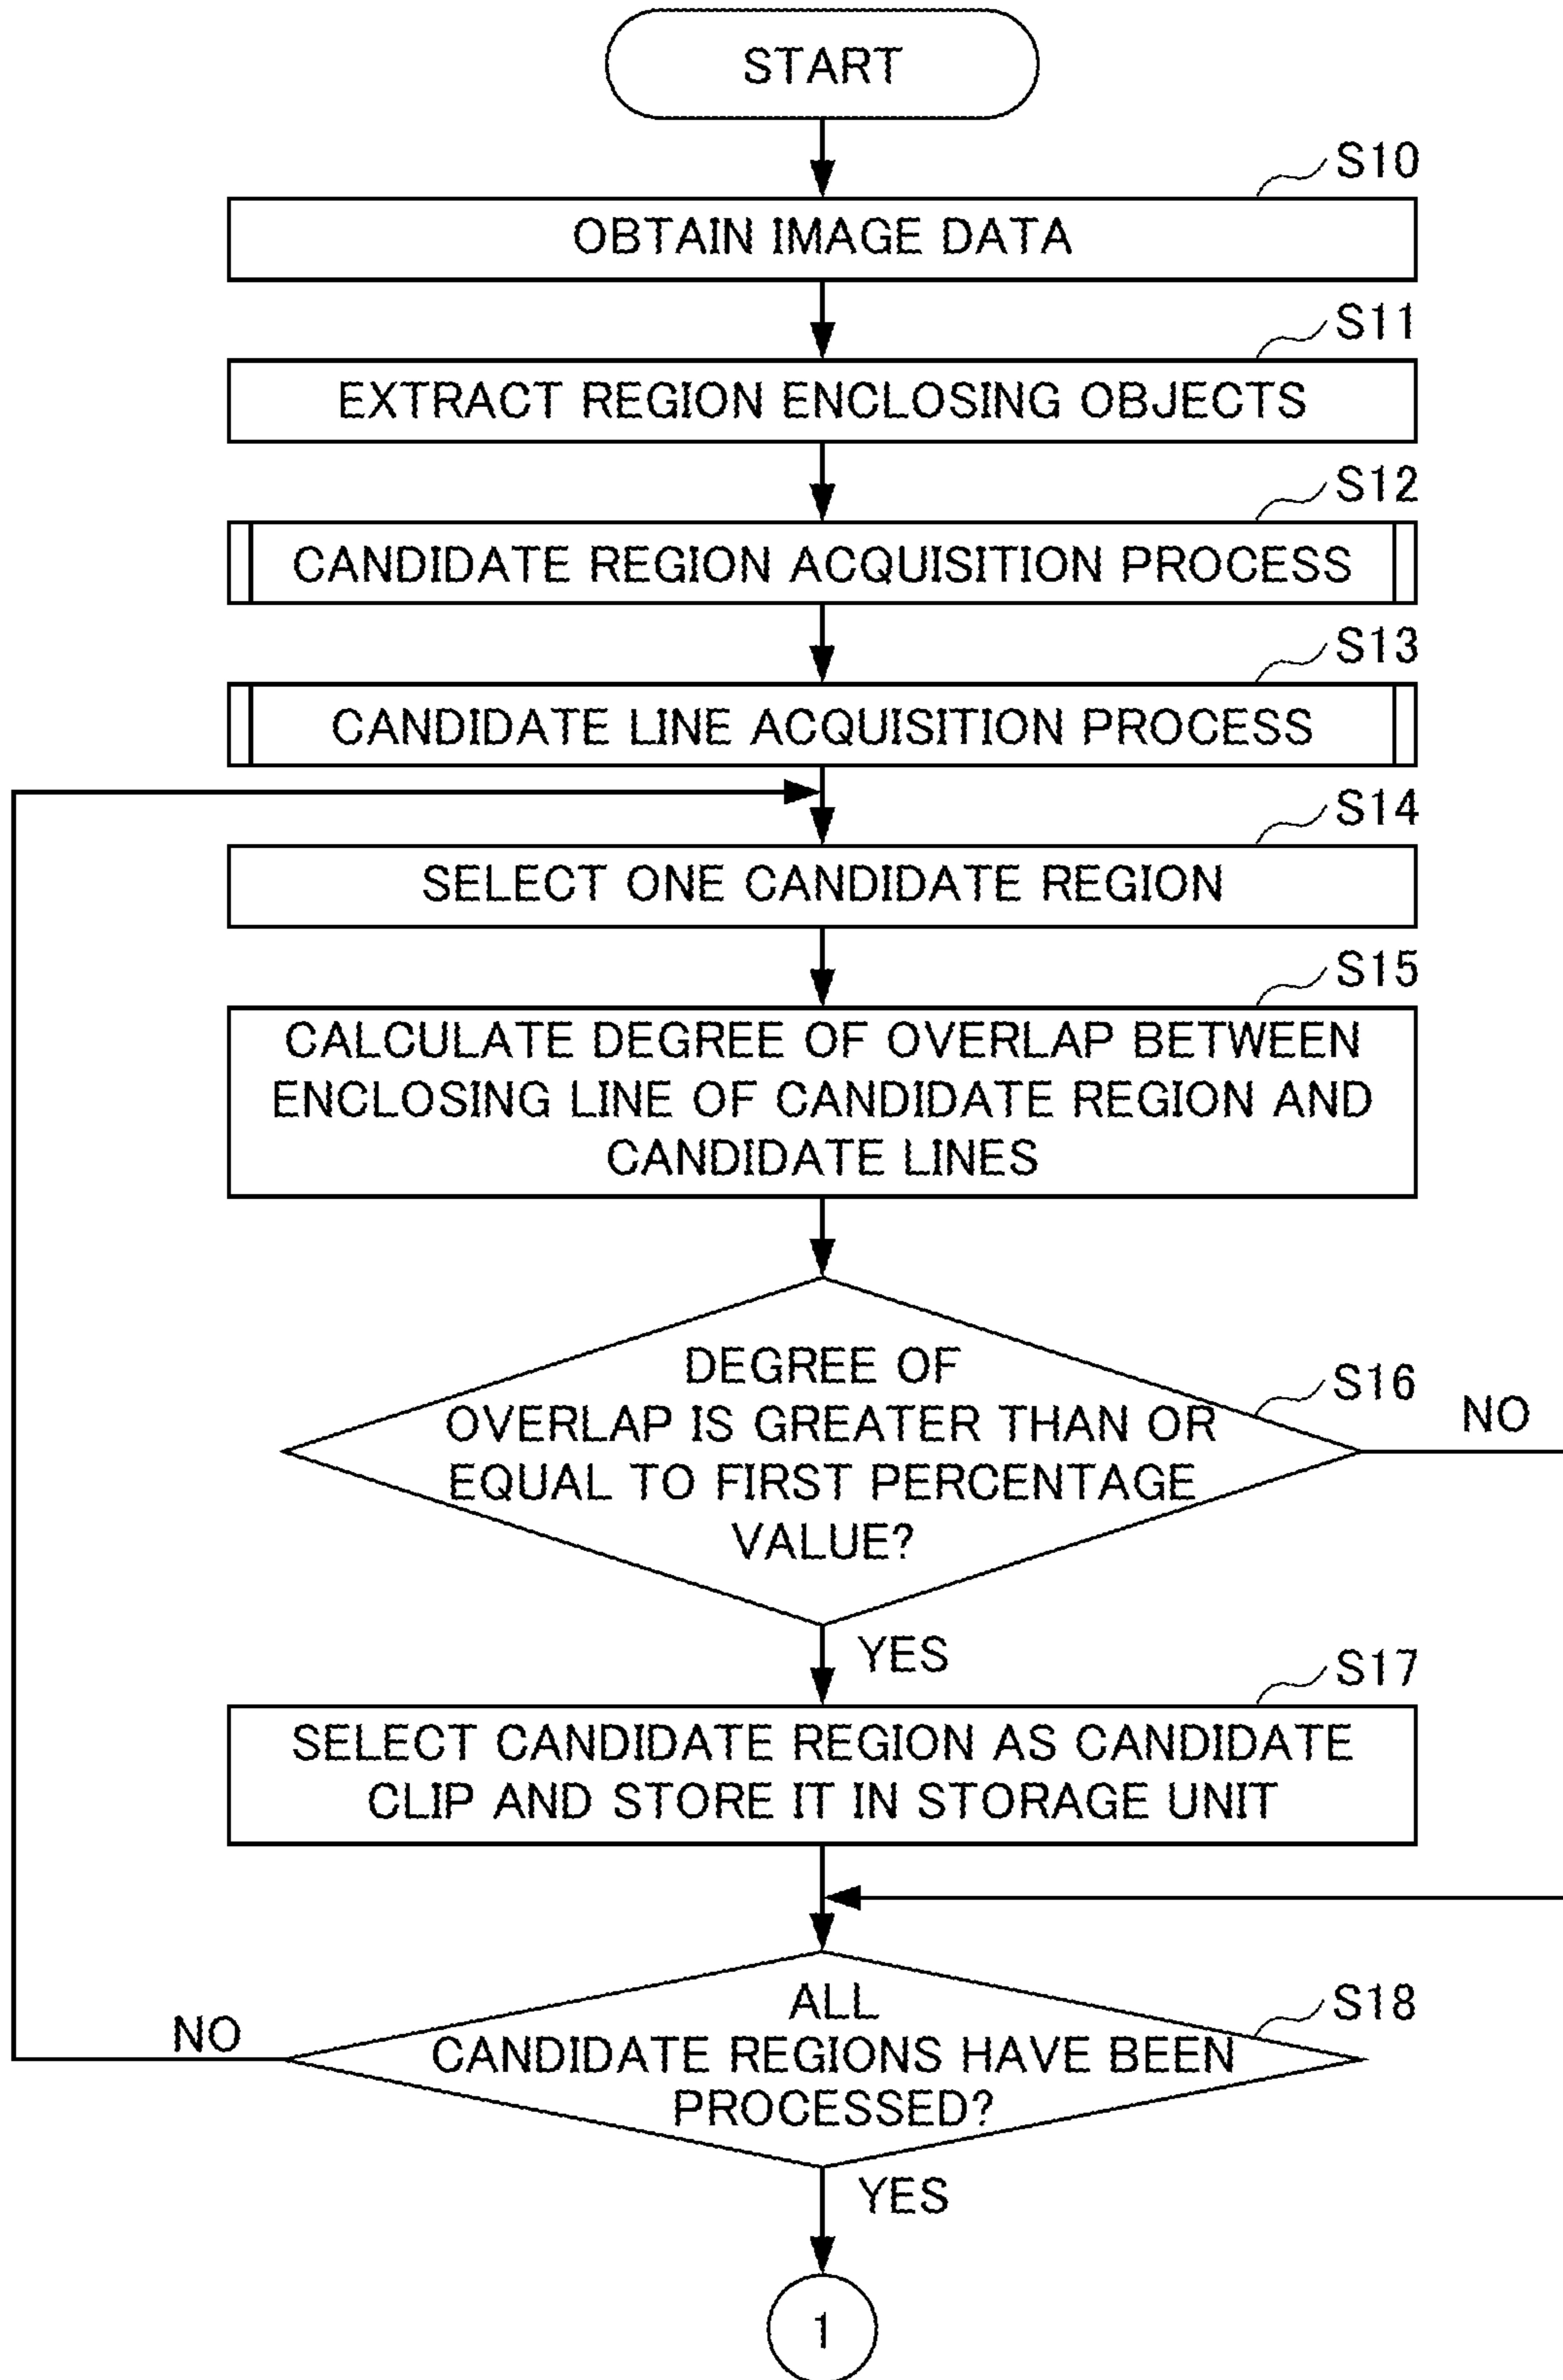 START
S10
OBTAIN IMAGE DATA
S11
EXTRACT REGION ENCLOSING OBJECTS
S12
CANDIDATE REGION ACQUISITION PROCESS
S13
CANDIDATE LINE ACQUISITION PROCESS
S14
SELECT ONE CANDIDATE REGION
S15
CALCULATE DEGREE OF OVERLAP BETWEEN
ENCLOSING LINE OF CANDIDATE REGION AND
CANDIDATE LINES
S16
DEGREE OF
OVERLAP IS GREATER THAN OR
EQUAL TO FIRST PERCENTAGE
VALUE?
NO
YES
S17
SELECT CANDIDATE REGION AS CANDIDATE
CLIP AND STORE IT IN STORAGE UNIT
S18
ALL
CANDIDATE REGIONS HAVE BEEN
PROCESSED?
NO
YES
1